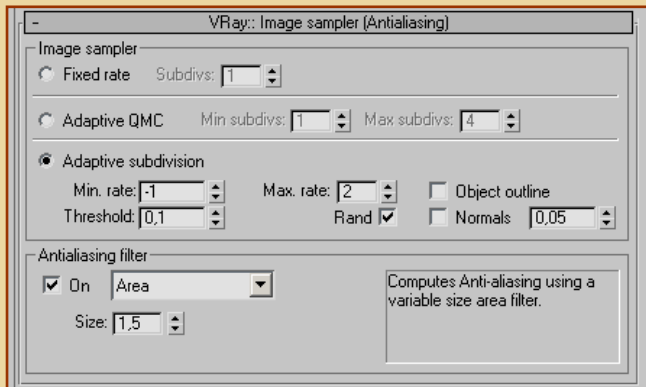 - VRay:: Image sampler (Antialiasing)
Image sampler
Fixed rate Subdivs: 1
Adaptive QMC Min subdivs: 1 Max subdivs: 4
Adaptive subdivision
Min. rate: -1 Max. rate: 2 Object outline
Threshold: 0,1 Rand Normals 0,05
Antialiasing filter
On Area
Computes Anti-aliasing using a
variable size area filter.
Size: 1,5